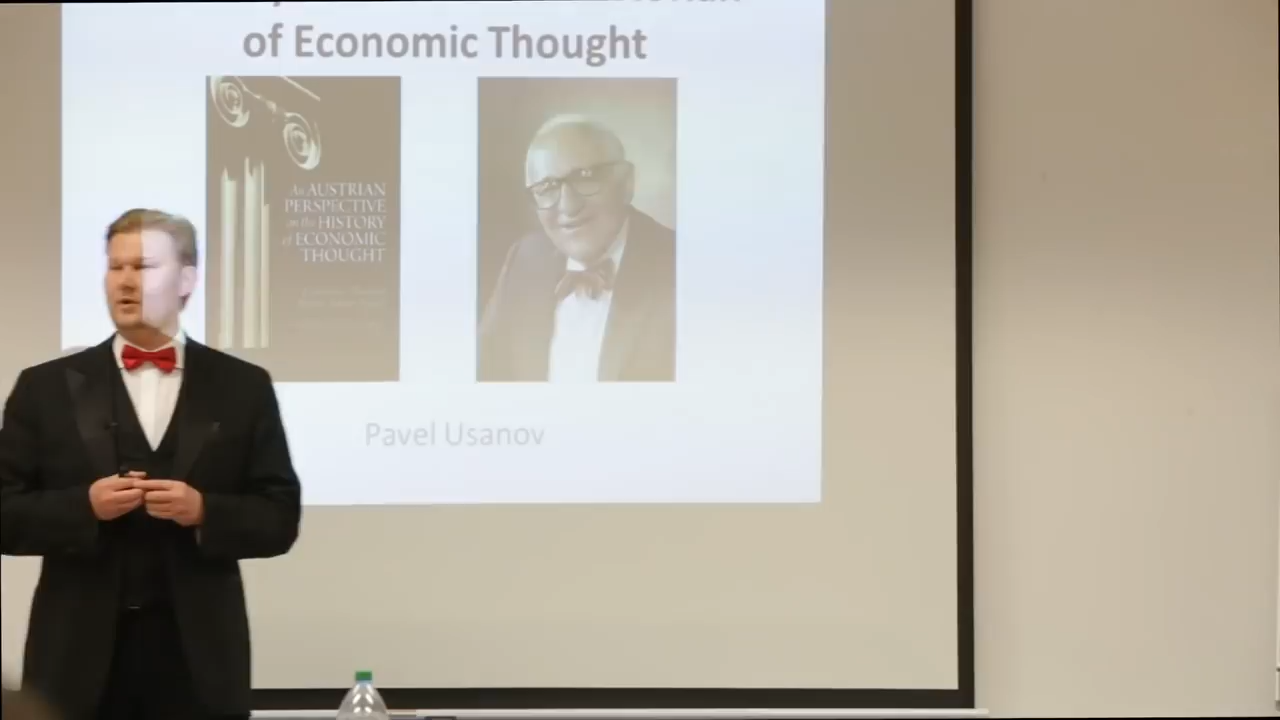 of Economic Thought
An AUSTRIAN
PERSPECTIVE
on the HISTORY
of ECONOMIC
THOUGHT
Pavel Usanov